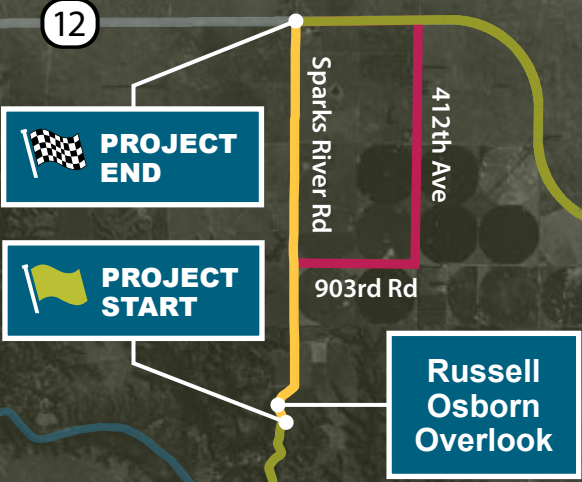 12
Sparks River Rd
412th Ave
PROJECT
END
PROJECT
START
903rd Rd
Russell
Osborn
Overlook